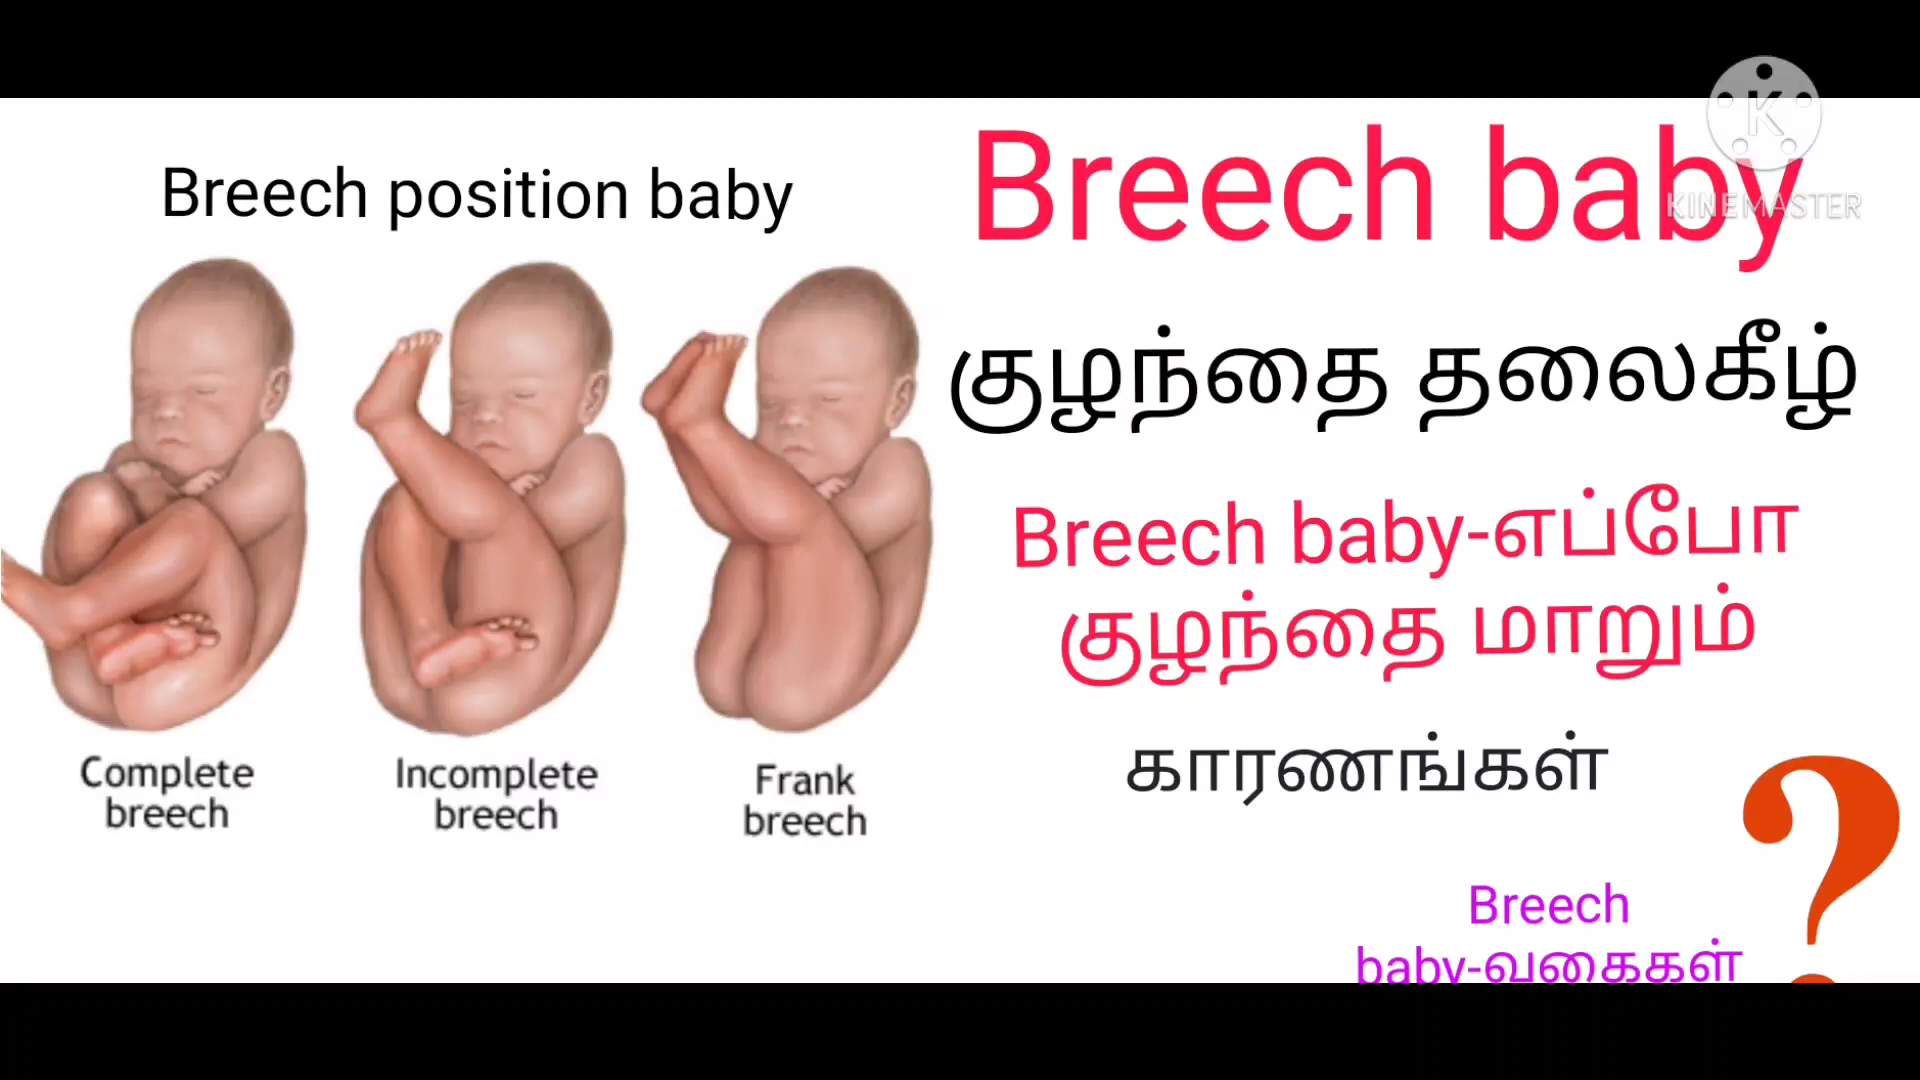 Breech position baby
Complete
breech
Incomplete
breech
Frank
breech
Breech baby
K
KINEMASTER
குழந்தை தலைகீழ்
Breech baby-எப்போ
குழந்தை மாறும்
காரணங்கள்
?
Breech
baby-வகைகள்